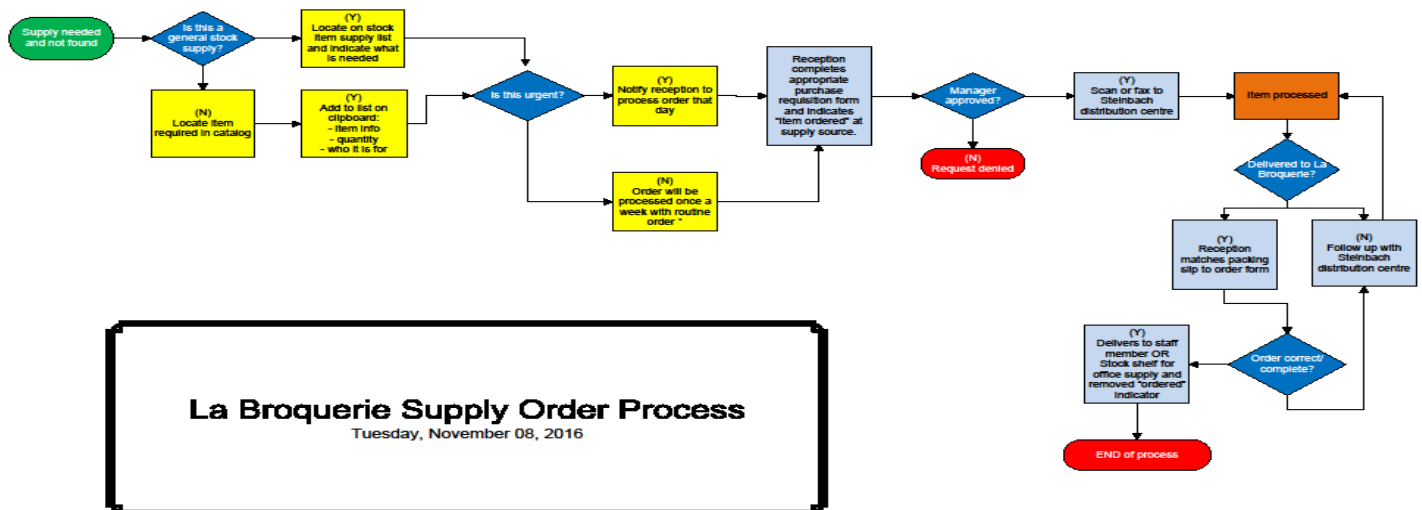 Supply needed
and not found
Is this a
general stock
supply?
(Y)
Locate on stock
item supply list
and indicate what
is needed
(N)
Locate item
required in catalog
(Y)
Add to list on
clipboard:
- item info
- quantity
- who it is for
Is this urgent?
(Y)
Notify reception to
process order that
day
(N)
Order will be
processed once a
week with routine
order *
Reception
completes
appropriate
purchase
requisition form
and indicates
"item ordered" at
supply source.
Manager
approved?
(N)
Request denied
(Y)
Scan or fax to
Steinbach
distribution centre
Item processed
Delivered to La
Broquerie?
(Y)
Reception
matches packing
slip to order form
(N)
Follow up with
Steinbach
distribution centre
Order correct/
complete?
(Y)
Delivers to staff
member OR
Stock shelf for
office supply and
removed "ordered"
indicator
END of process
La Broquerie Supply Order Process
Tuesday, November 08, 2016